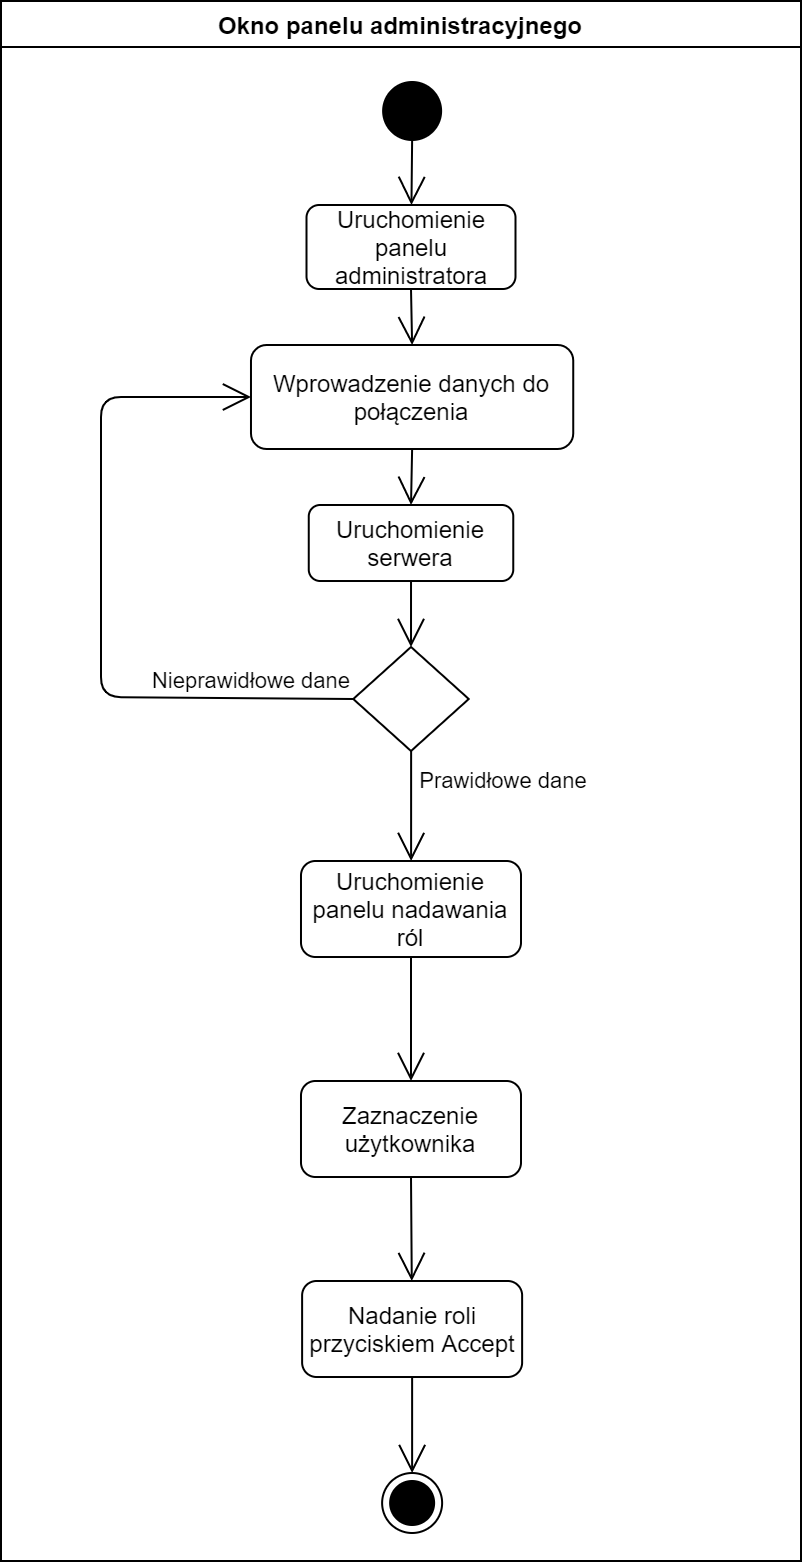 Okno panelu administracyjnego
Uruchomienie
panelu
administratora
Wprowadzenie danych do
połączenia
Uruchomienie
serwera
Nieprawidłowe dane
Prawidłowe dane
Uruchomienie
panelu nadawania
ról
Zaznaczenie
użytkownika
Nadanie roli
przyciskiem Accept